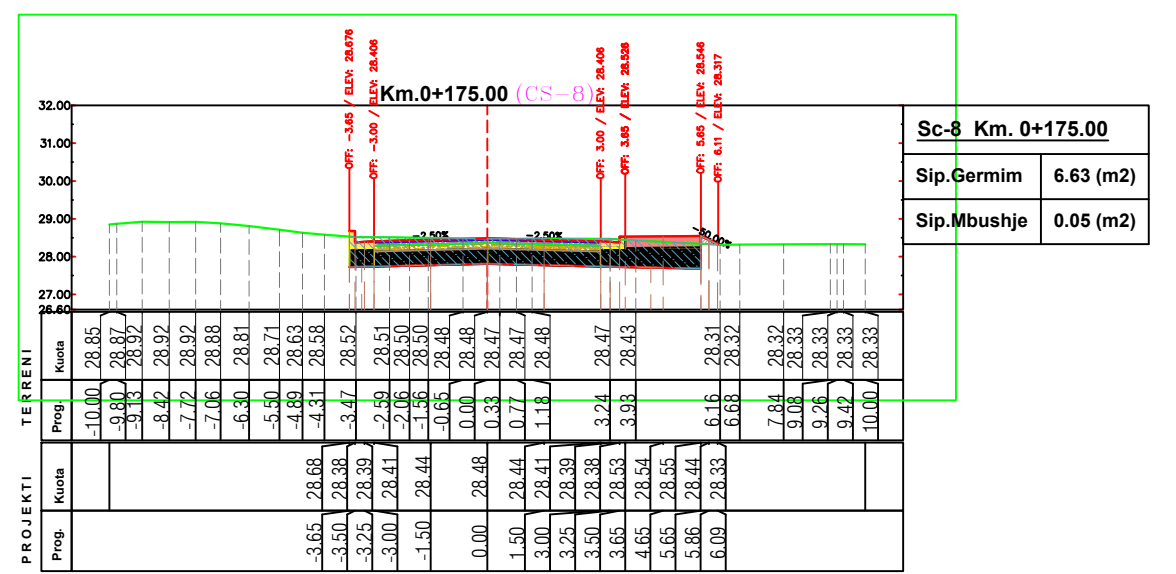 OFF: -3.65 / ELEV: 28.676
OFF: -3.00 / ELEV: 28.406
OFF: 3.00 / ELEV: 28.406
OFF: 3.65 / ELEV: 28.526
OFF: 5.65 / ELEV: 28.546
OFF: 6.11 / ELEV: 28.317
Km.0+175.00 (CS-8)
32.00
31.00
30.00
29.00
28.00
27.00
26.60
-2.50% -2.50% -50.00%
Sc-8 Km. 0+175.00
Sip.Germim 6.63 (m2)
Sip.Mbushje 0.05 (m2)
TERRENI
Kuota 28.85 28.87 28.92 28.92 28.92 28.88 28.81 28.71 28.63 28.58 28.52 28.51 28.50 28.50 28.48 28.48 28.47 28.47 28.48 28.47 28.43 28.31 28.32 28.32 28.33 28.33 28.33 28.33
Prog. -10.00 -9.80 -9.13 -8.42 -7.72 -7.06 -6.30 -5.50 -4.89 -4.31 -3.47 -2.59 -2.06 -1.56 -0.65 0.00 0.33 0.77 1.18 3.24 3.93 6.16 6.68 7.84 9.08 9.26 9.42 10.00
PROJEKTI
Kuota 28.68 28.38 28.39 28.41 28.44 28.48 28.44 28.41 28.39 28.38 28.53 28.54 28.55 28.44 28.33
Prog. -3.65 -3.50 -3.25 -3.00 -1.50 0.00 1.50 3.00 3.25 3.50 3.65 4.65 5.65 5.86 6.09